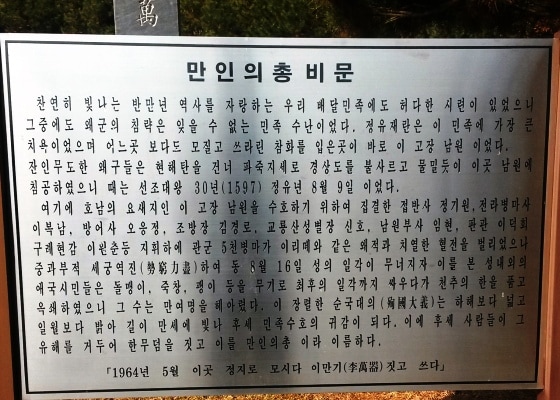 萬
만인의총 비문
찬연히 빛나는 반만년 역사를 자랑하는 우리 배달민족에도 허다한 시련이 있었으니
그중에도 왜군의 침략은 잊을 수 없는 민족 수난이었다. 정유재란은 이 민족에 가장 큰
치욕이었으며 어느곳 보다도 모질고 쓰라린 참화를 입은곳이 바로 이 고장 남원 이었다.
잔인무도한 왜구들은 현해탄을 건너 파죽지세로 경상도를 불사르고 물밀듯이 이곳 남원에
침공하였으니 때는 선조대왕 30년(1597) 정유년 8월 9일 이었다.
여기에 호남의 요새지인 이 고장 남원을 수호하기 위하여 집결한 접반사 정기원,전라병마사
이복남, 방어사 오응정, 조방장 김경로, 교룡산성별장 신호, 남원부사 임현, 판관 이덕회
구례현감 이원춘등 지휘하에 관군 5천병마가 이리떼와 같은 왜적과 치열한 혈전을 벌리었으나
중과부적 세궁역진(勢窮力盡)하여 동 8월 16일 성의 일각이 무너지자 이를 본 성내외의
애국시민들은 돌맹이, 죽창, 팽이 등을 무기로 최후의 일각까지 싸우다가 천추의 한을 품고
옥쇄하였으니 그 수는 만여명을 헤아렸다. 이 장렬한 순국대의(殉國大義)는 하해보다 넓고
일월보다 밝아 길이 만세에 빛나 후세 민족수호의 귀감이 되다. 이에 후세 사람들이 그
유해를 거두어 한무덤을 짓고 이를 만인의총 이라 이름하다.
「1964년 5월 이곳 정지로 모시다 이만기(李萬器)짓고 쓰다」